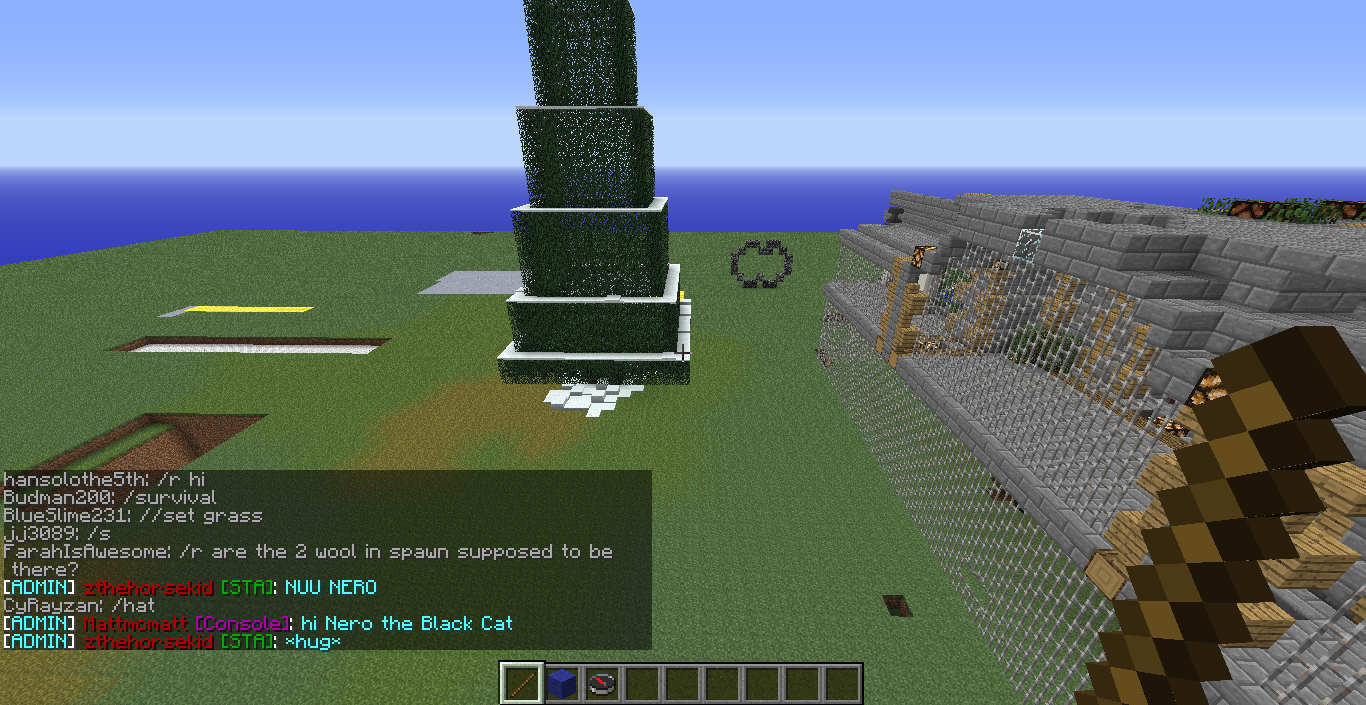 hansolothe5th: /r hi
Budman200: /survival
BlueSlime231: //set grass
jj3089: /s
FarahIsAwesome: /r are the 2 wool in spawn supposed to be
there?
[ADMIN] zthehorsekid [STA]: NUU NERO
CyRayzan: /hat
[ADMIN] Mattmcmatt [Console]: hi Nero the Black Cat
[ADMIN] zthehorsekid [STA]: *hug*